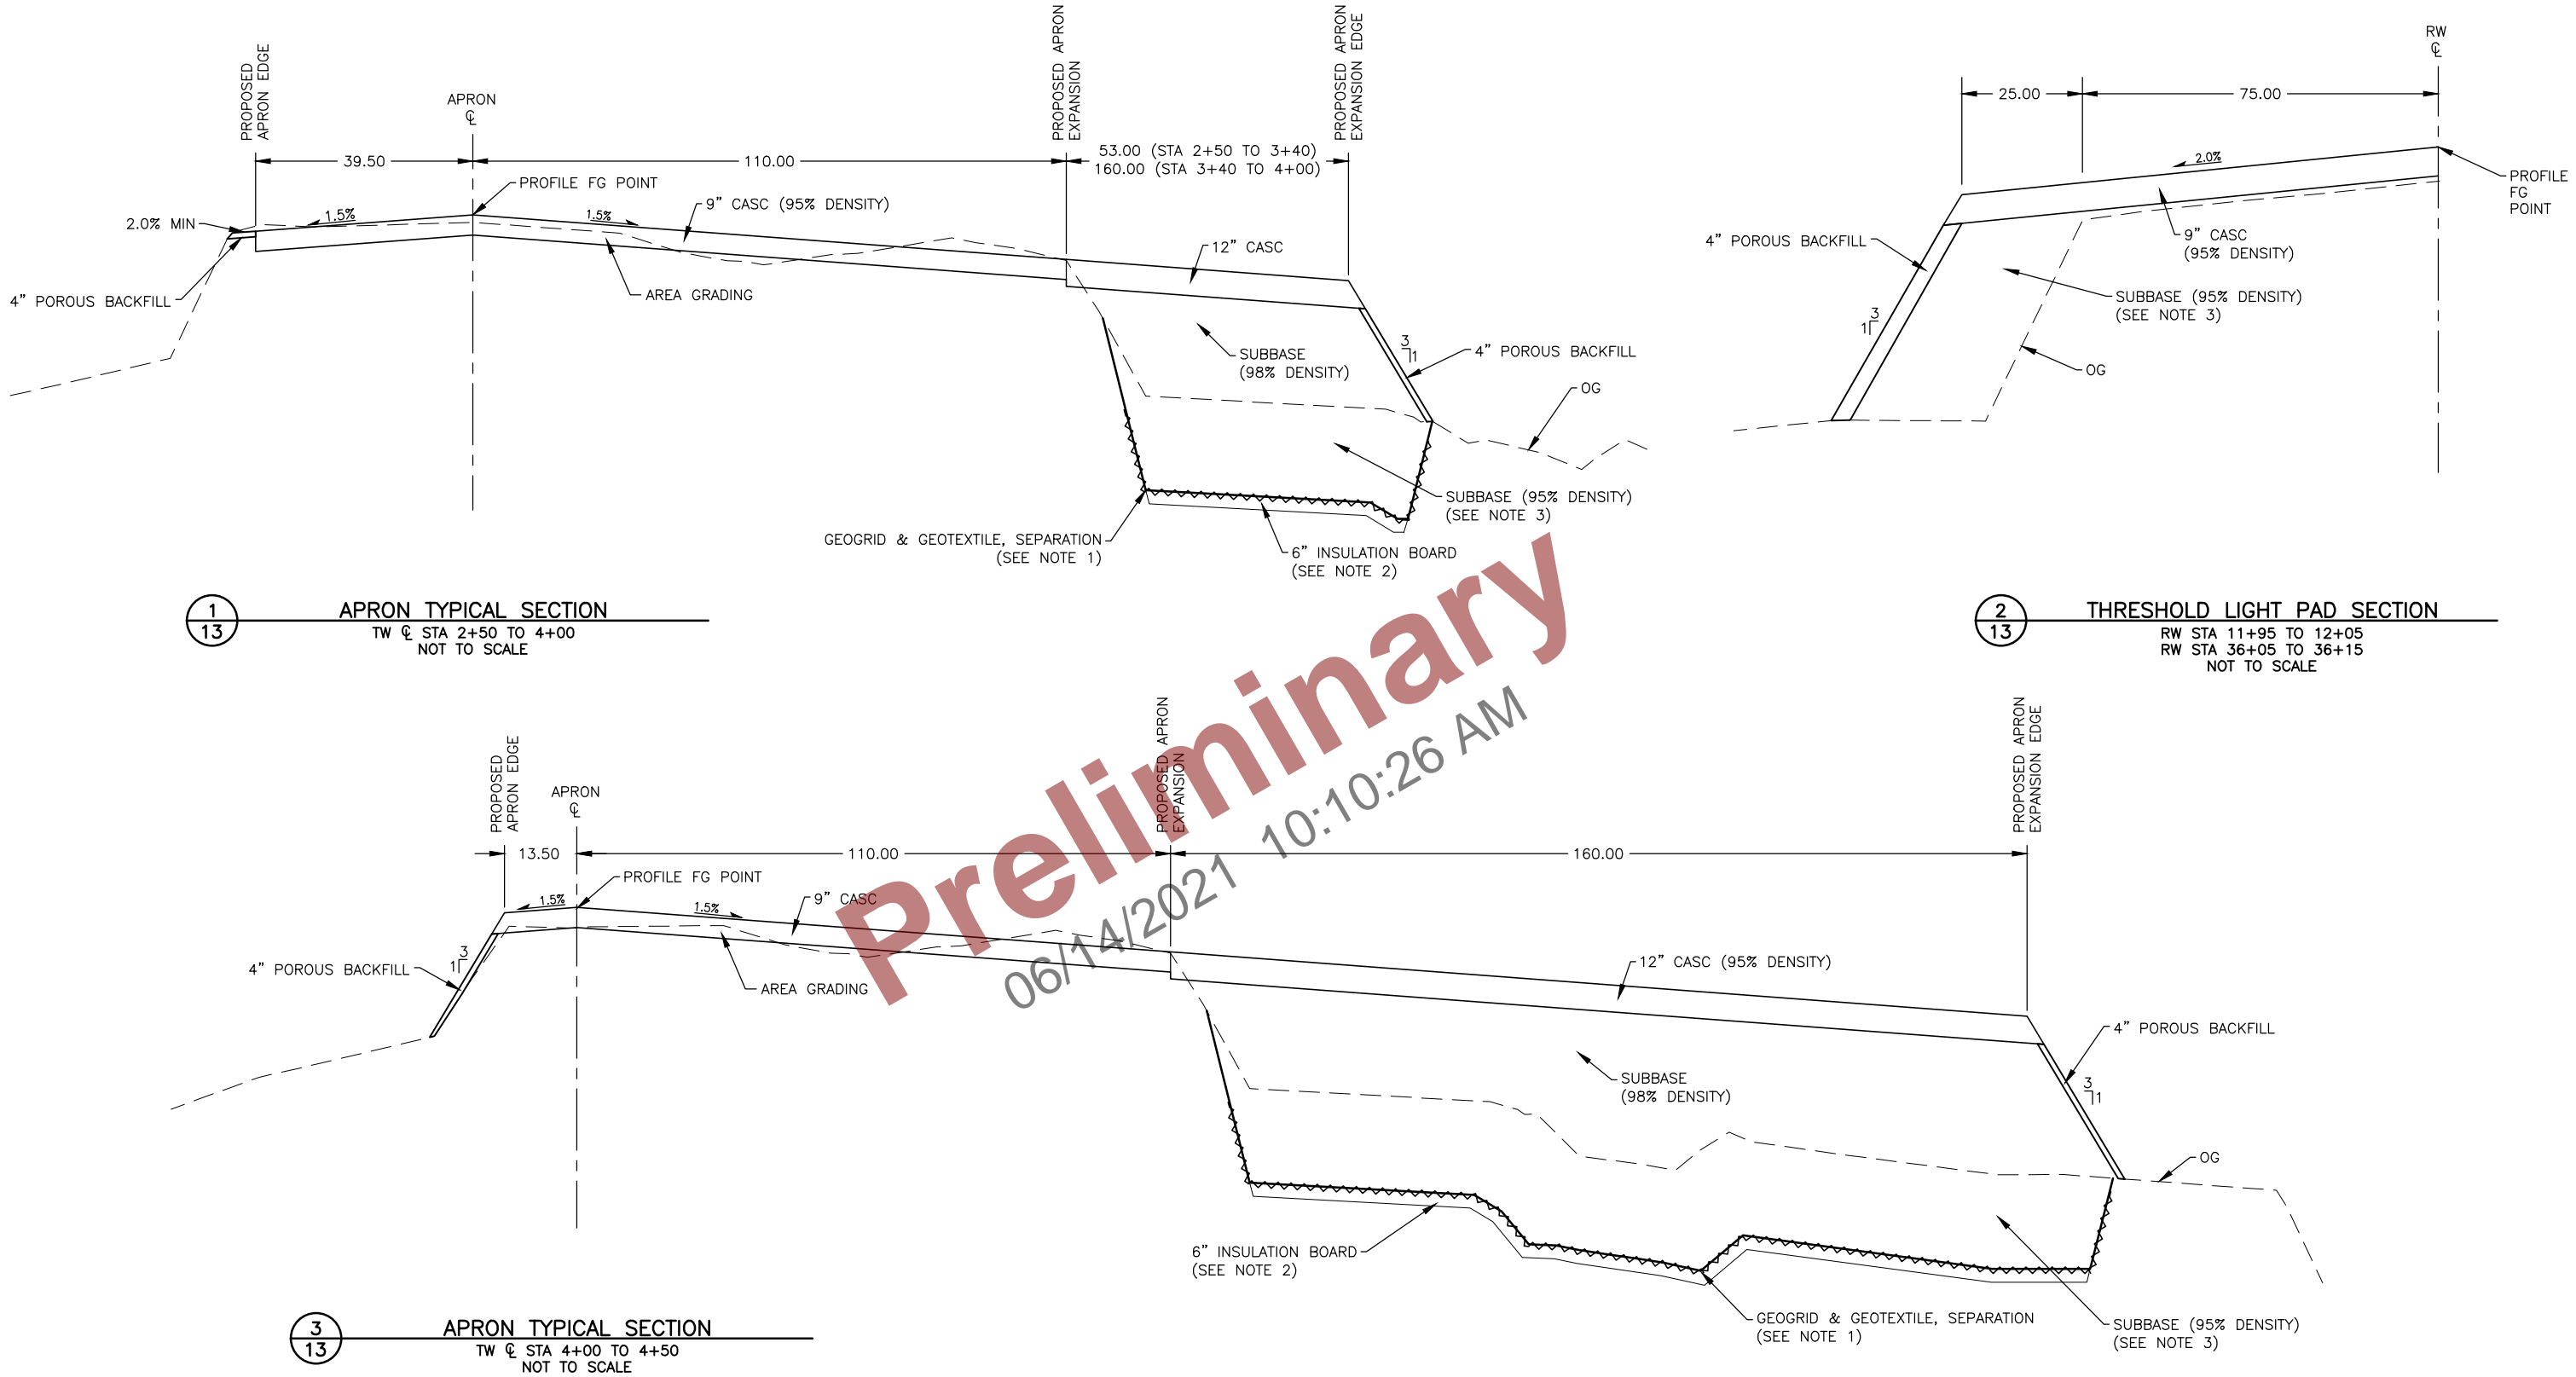 PROPOSED
APRON EDGE
APRON
℄
PROPOSED APRON
EXPANSION
PROPOSED APRON
EXPANSION EDGE
39.50
110.00
53.00 (STA 2+50 TO 3+40)
160.00 (STA 3+40 TO 4+00)
PROFILE FG POINT
2.0% MIN
1.5%
1.5%
9” CASC (95% DENSITY)
12” CASC
4” POROUS BACKFILL
AREA GRADING
SUBBASE
(98% DENSITY)
3
1
4” POROUS BACKFILL
OG
SUBBASE (95% DENSITY)
(SEE NOTE 3)
GEOGRID & GEOTEXTILE, SEPARATION
(SEE NOTE 1)
6” INSULATION BOARD
(SEE NOTE 2)
1
13
APRON TYPICAL SECTION
TW ℄ STA 2+50 TO 4+00
NOT TO SCALE
RW
℄
25.00
75.00
2.0%
PROFILE
FG
POINT
4” POROUS BACKFILL
9” CASC
(95% DENSITY)
SUBBASE (95% DENSITY)
(SEE NOTE 3)
3
1
OG
2
13
THRESHOLD LIGHT PAD SECTION
RW STA 11+95 TO 12+05
RW STA 36+05 TO 36+15
NOT TO SCALE
Preliminary
06/14/2021 10:10:26 AM
PROPOSED
APRON EDGE
APRON
℄
PROPOSED APRON
EXPANSION
PROPOSED APRON
EXPANSION EDGE
13.50
110.00
160.00
PROFILE FG POINT
1.5%
1.5%
9” CASC
3
1
4” POROUS BACKFILL
AREA GRADING
12” CASC (95% DENSITY)
4” POROUS BACKFILL
SUBBASE
(98% DENSITY)
3
1
OG
6” INSULATION BOARD
(SEE NOTE 2)
GEOGRID & GEOTEXTILE, SEPARATION
(SEE NOTE 1)
SUBBASE (95% DENSITY)
(SEE NOTE 3)
3
13
APRON TYPICAL SECTION
TW ℄ STA 4+00 TO 4+50
NOT TO SCALE